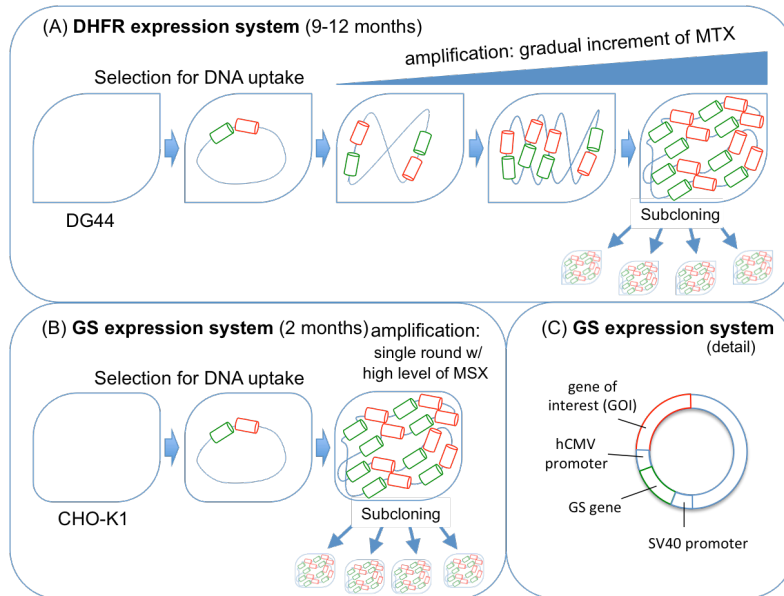 (A) DHFR expression system (9-12 months)
amplification: gradual increment of MTX
Selection for DNA uptake
DG44
Subcloning
(B) GS expression system (2 months)
amplification:
single round w/
high level of MSX
Selection for DNA uptake
CHO-K1
Subcloning
(C) GS expression system
(detail)
gene of
interest (GOI)
hCMV
promoter
GS gene
SV40 promoter